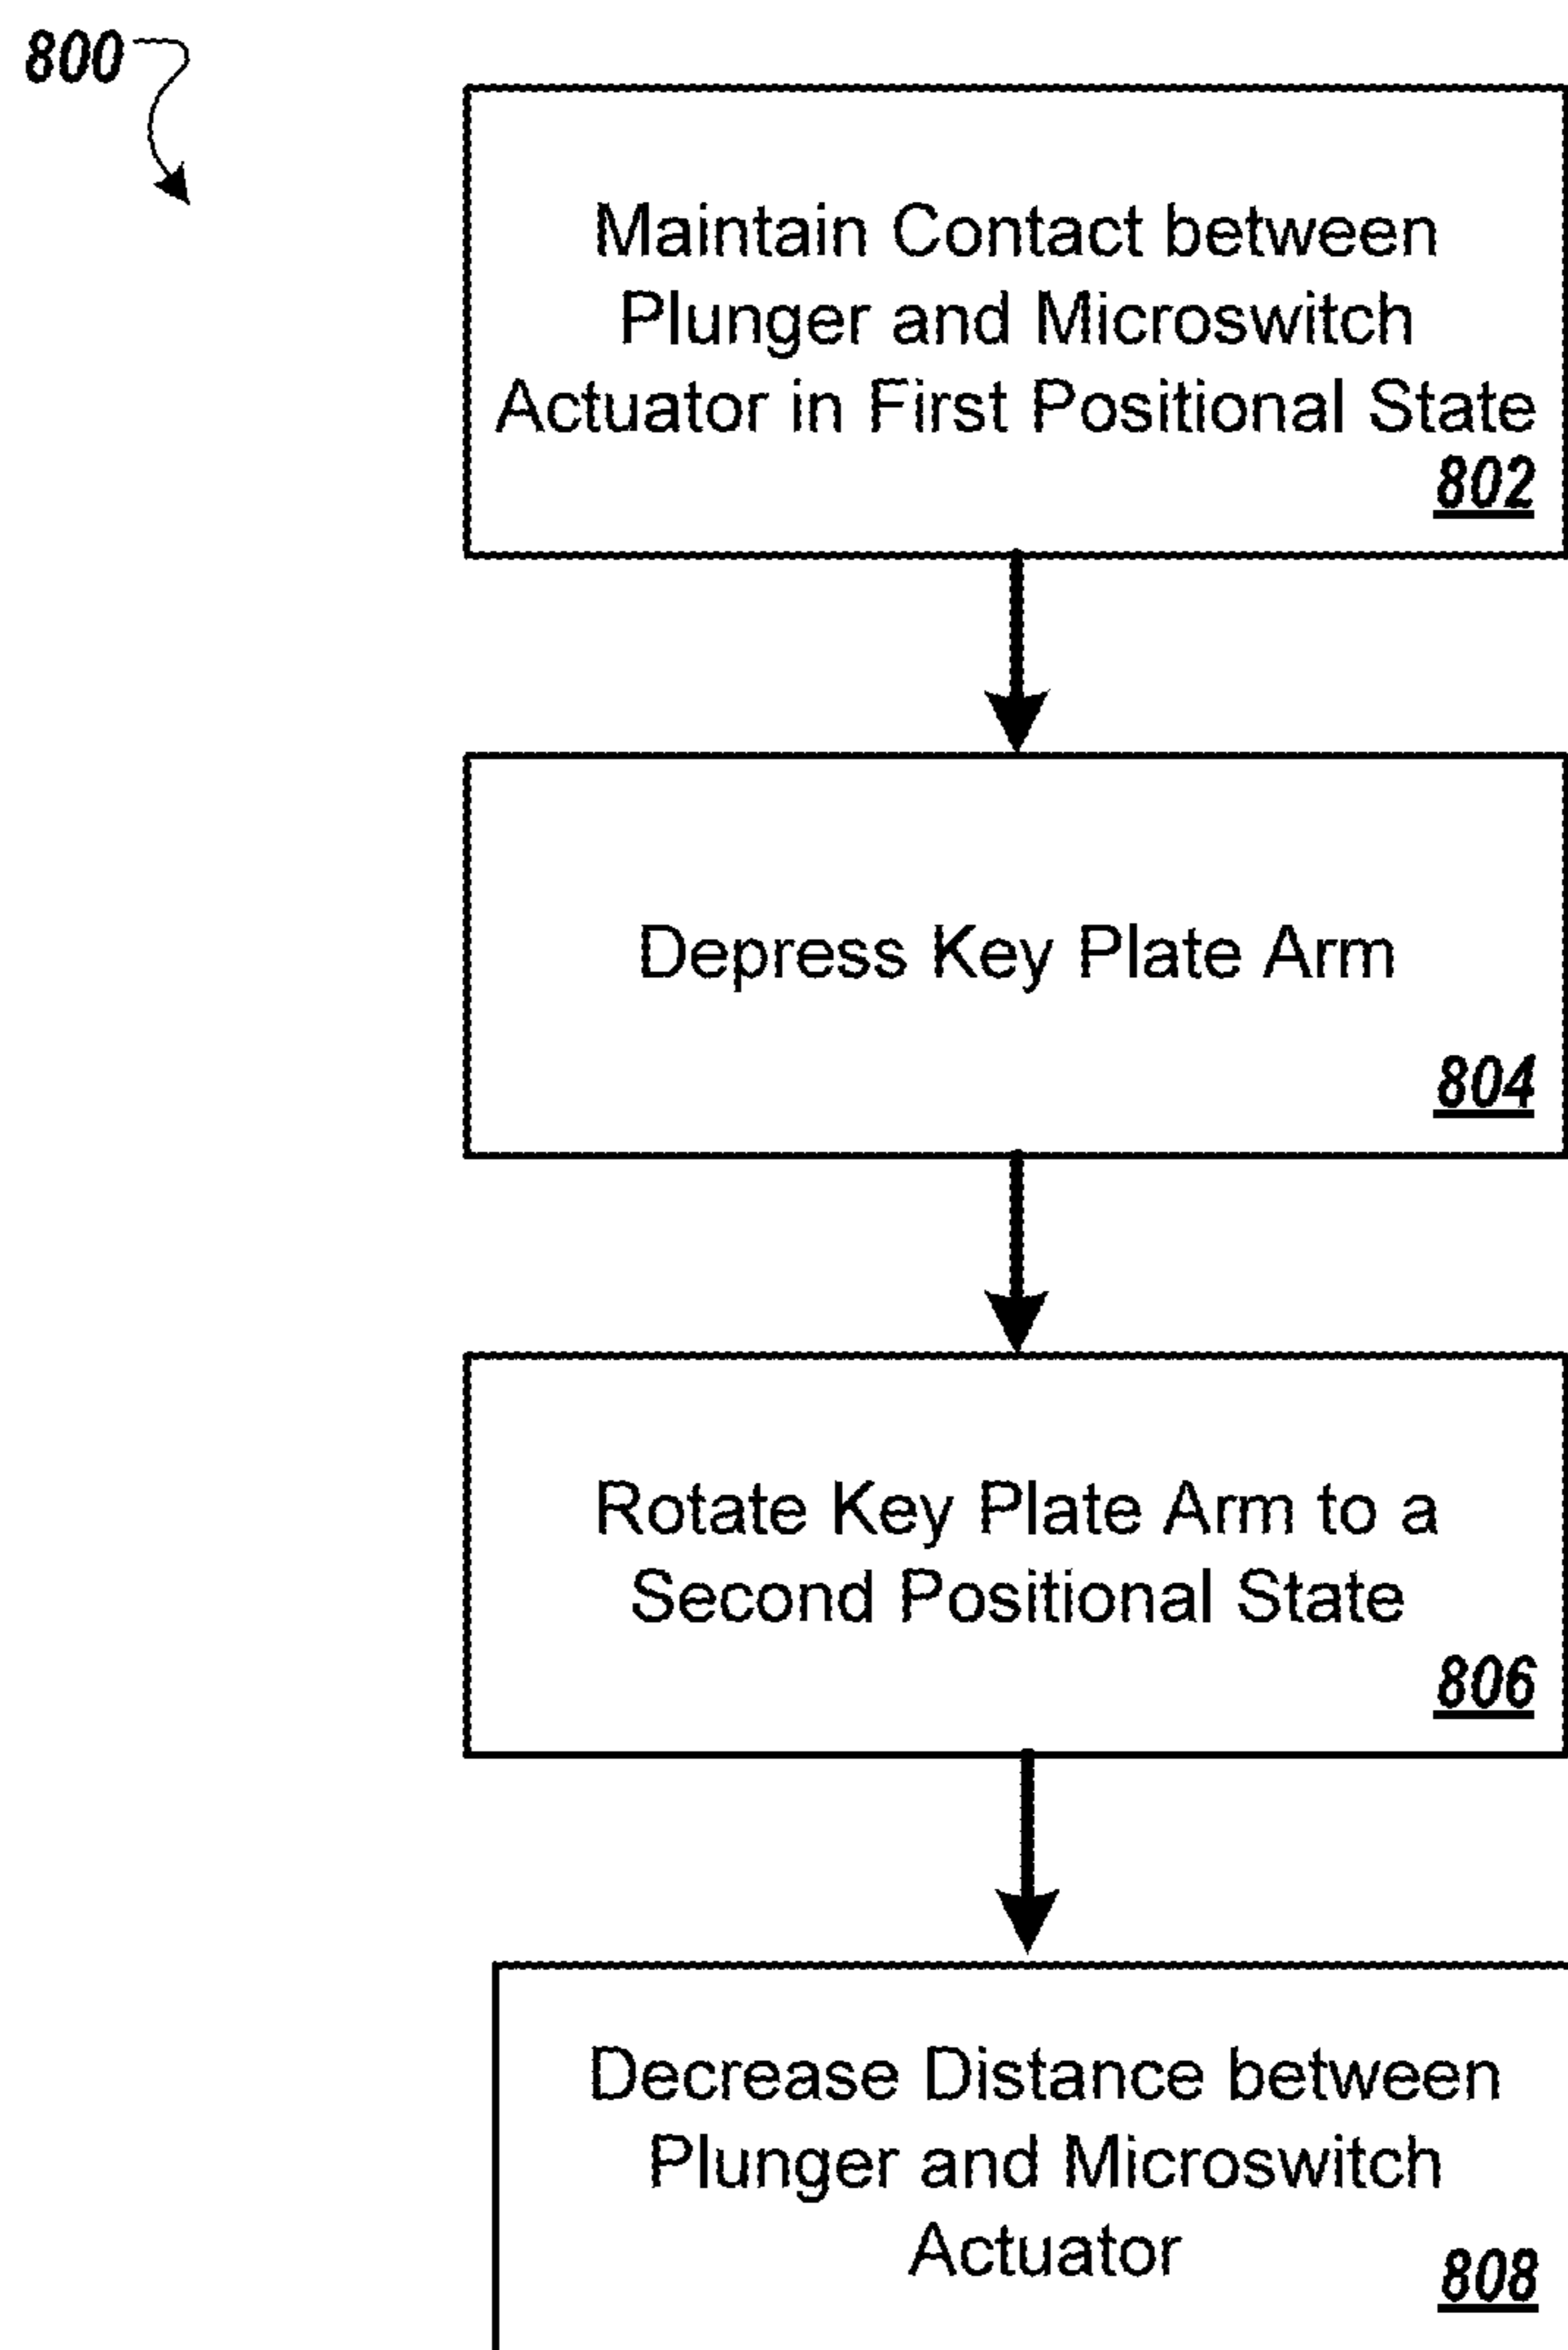 800
Maintain Contact between
Plunger and Microswitch
Actuator in First Positional State
802
Depress Key Plate Arm
804
Rotate Key Plate Arm to a
Second Positional State
806
Decrease Distance between
Plunger and Microswitch
Actuator
808